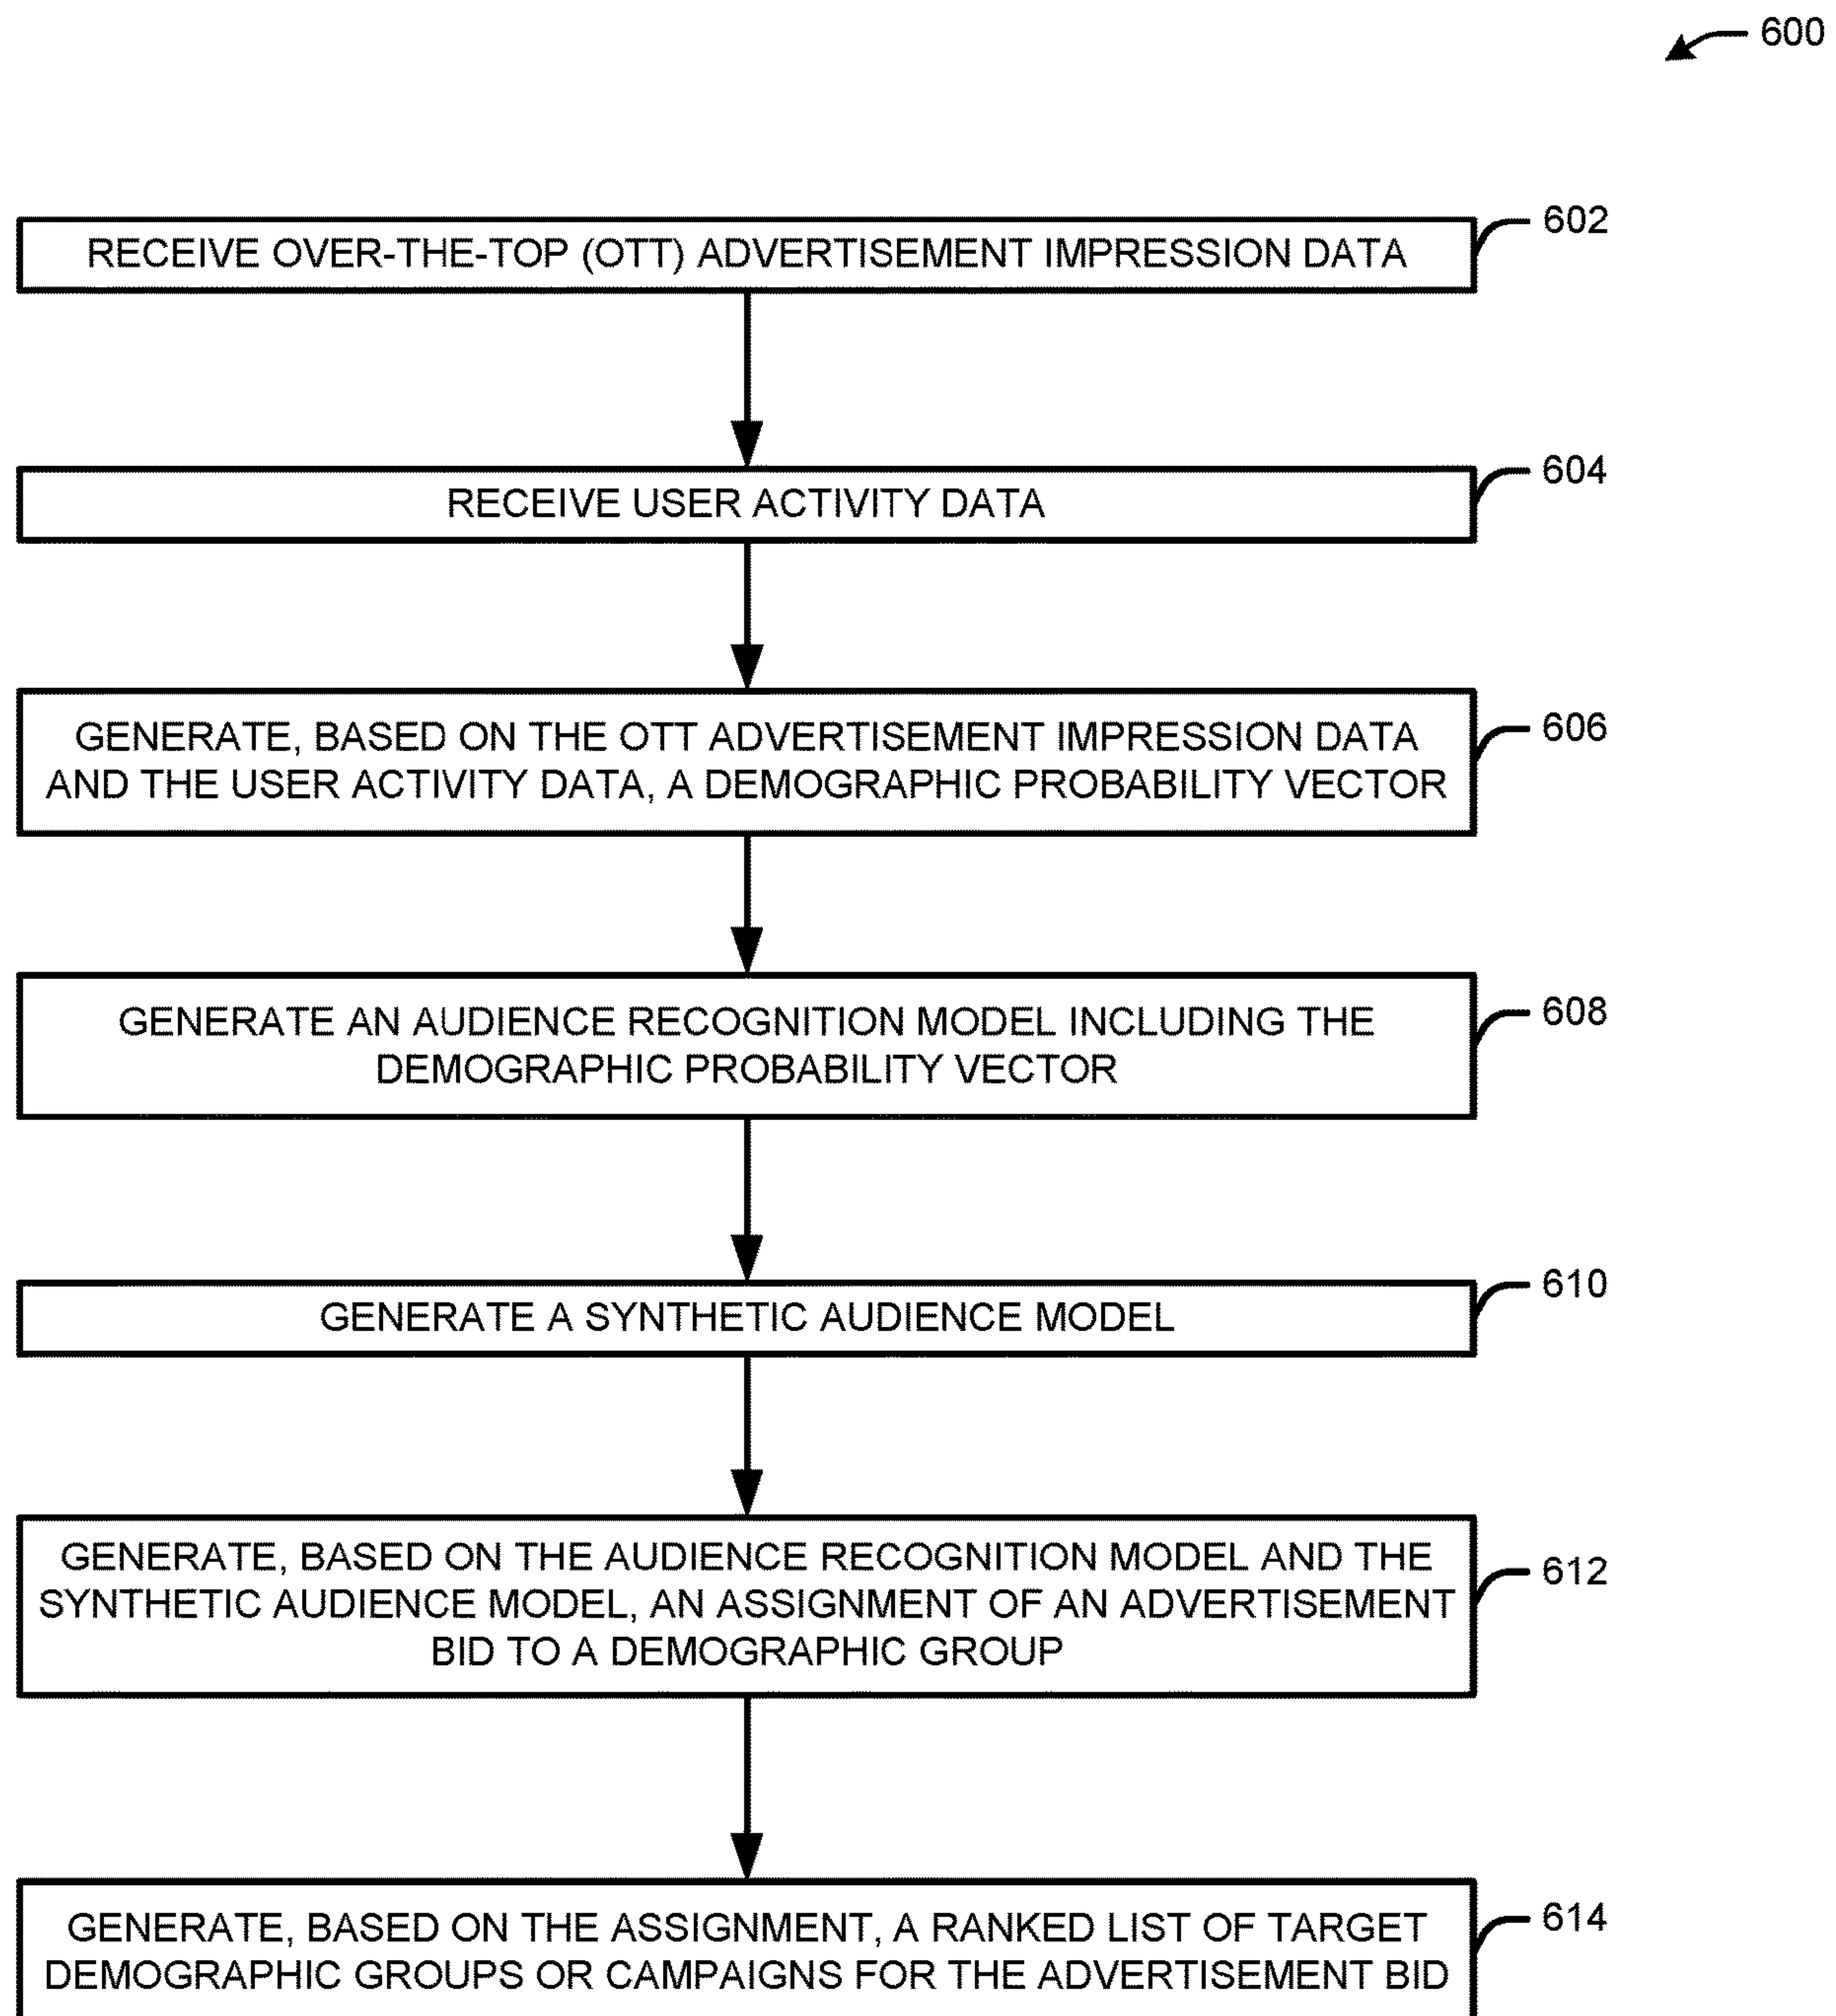 600
RECEIVE OVER-THE-TOP (OTT) ADVERTISEMENT IMPRESSION DATA
602
RECEIVE USER ACTIVITY DATA
604
GENERATE, BASED ON THE OTT ADVERTISEMENT IMPRESSION DATA
AND THE USER ACTIVITY DATA, A DEMOGRAPHIC PROBABILITY VECTOR
606
GENERATE AN AUDIENCE RECOGNITION MODEL INCLUDING THE
DEMOGRAPHIC PROBABILITY VECTOR
608
GENERATE A SYNTHETIC AUDIENCE MODEL
610
GENERATE, BASED ON THE AUDIENCE RECOGNITION MODEL AND THE
SYNTHETIC AUDIENCE MODEL, AN ASSIGNMENT OF AN ADVERTISEMENT
BID TO A DEMOGRAPHIC GROUP
612
GENERATE, BASED ON THE ASSIGNMENT, A RANKED LIST OF TARGET
DEMOGRAPHIC GROUPS OR CAMPAIGNS FOR THE ADVERTISEMENT BID
614